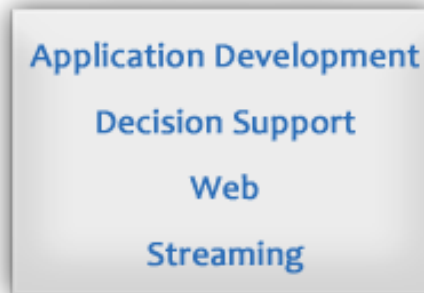 Application Development
Decision Support
Web
Streaming